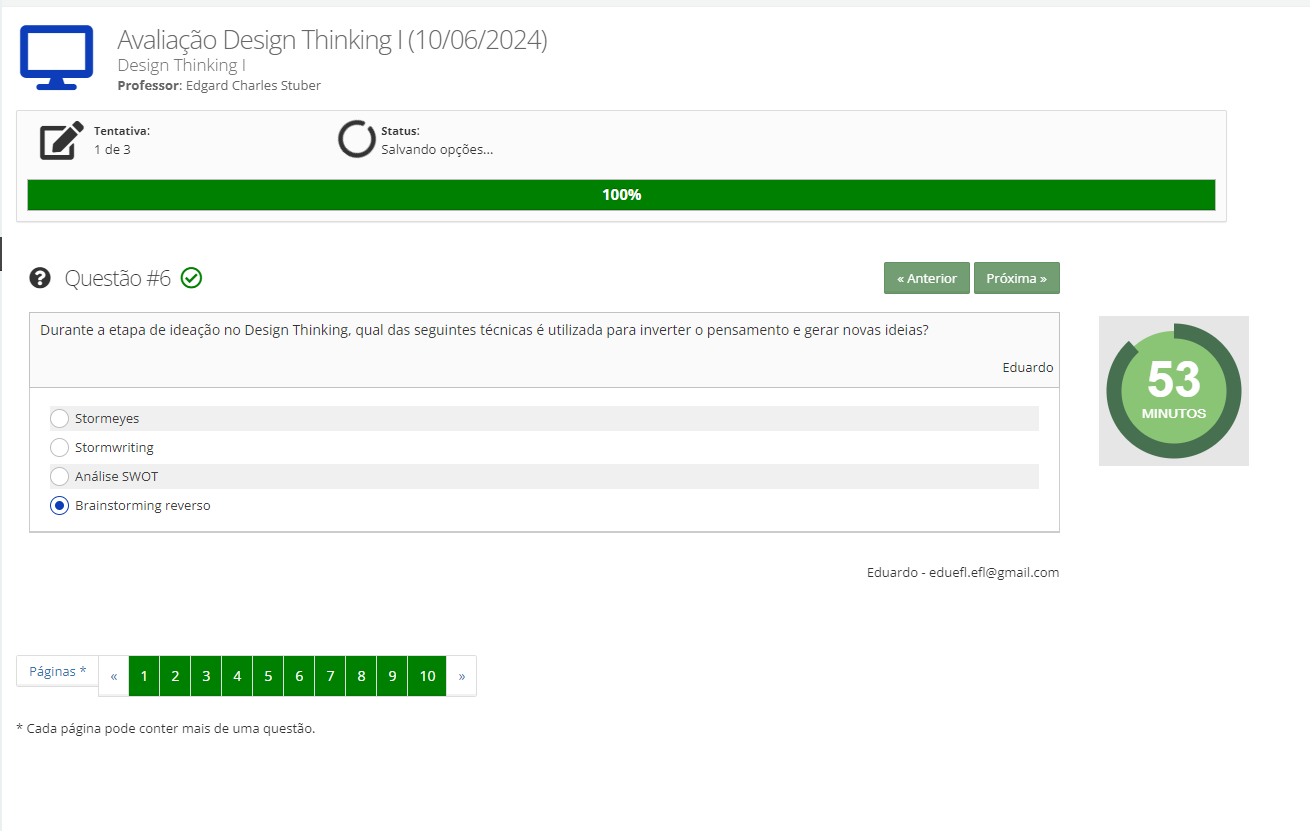 Avaliação Design Thinking I (10/06/2024)
Design Thinking I
Professor: Edgard Charles Stuber
Tentativa:
1 de 3
Status:
Salvando opções...
100%
Questão #6
« Anterior
Próxima »
Durante a etapa de ideação no Design Thinking, qual das seguintes técnicas é utilizada para inverter o pensamento e gerar novas ideias?
Eduardo
53
MINUTOS
Stormeyes
Stormwriting
Análise SWOT
Brainstorming reverso
Eduardo - eduefl.efl@gmail.com
Páginas * « 1 2 3 4 5 6 7 8 9 10 »
* Cada página pode conter mais de uma questão.